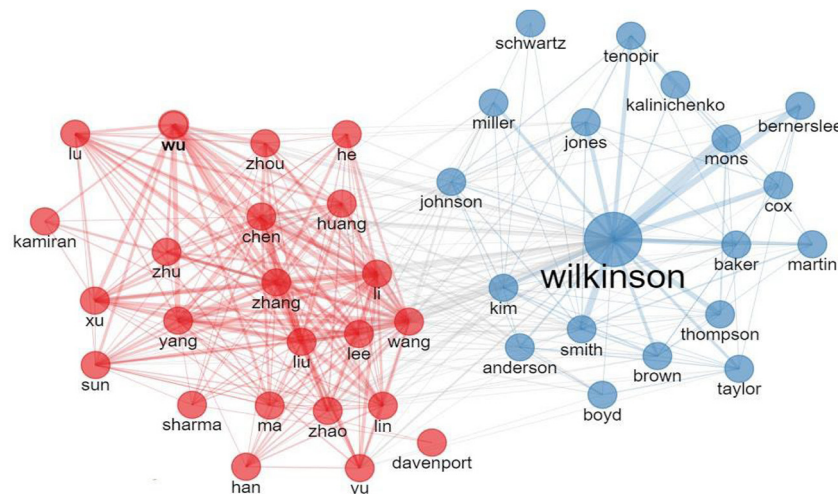 schwartz
tenopir
kalinichenko
bernerslee
miller
jones
mons
lu
wu
zhou
he
johnson
cox
kamiran
huang
chen
zhu
wilkinson
baker
martin
zhang
li
kim
xu
yang
liu
lee
wang
smith
thompson
sun
anderson
brown
taylor
sharma
ma
zhao
lin
boyd
davenport
han
yu